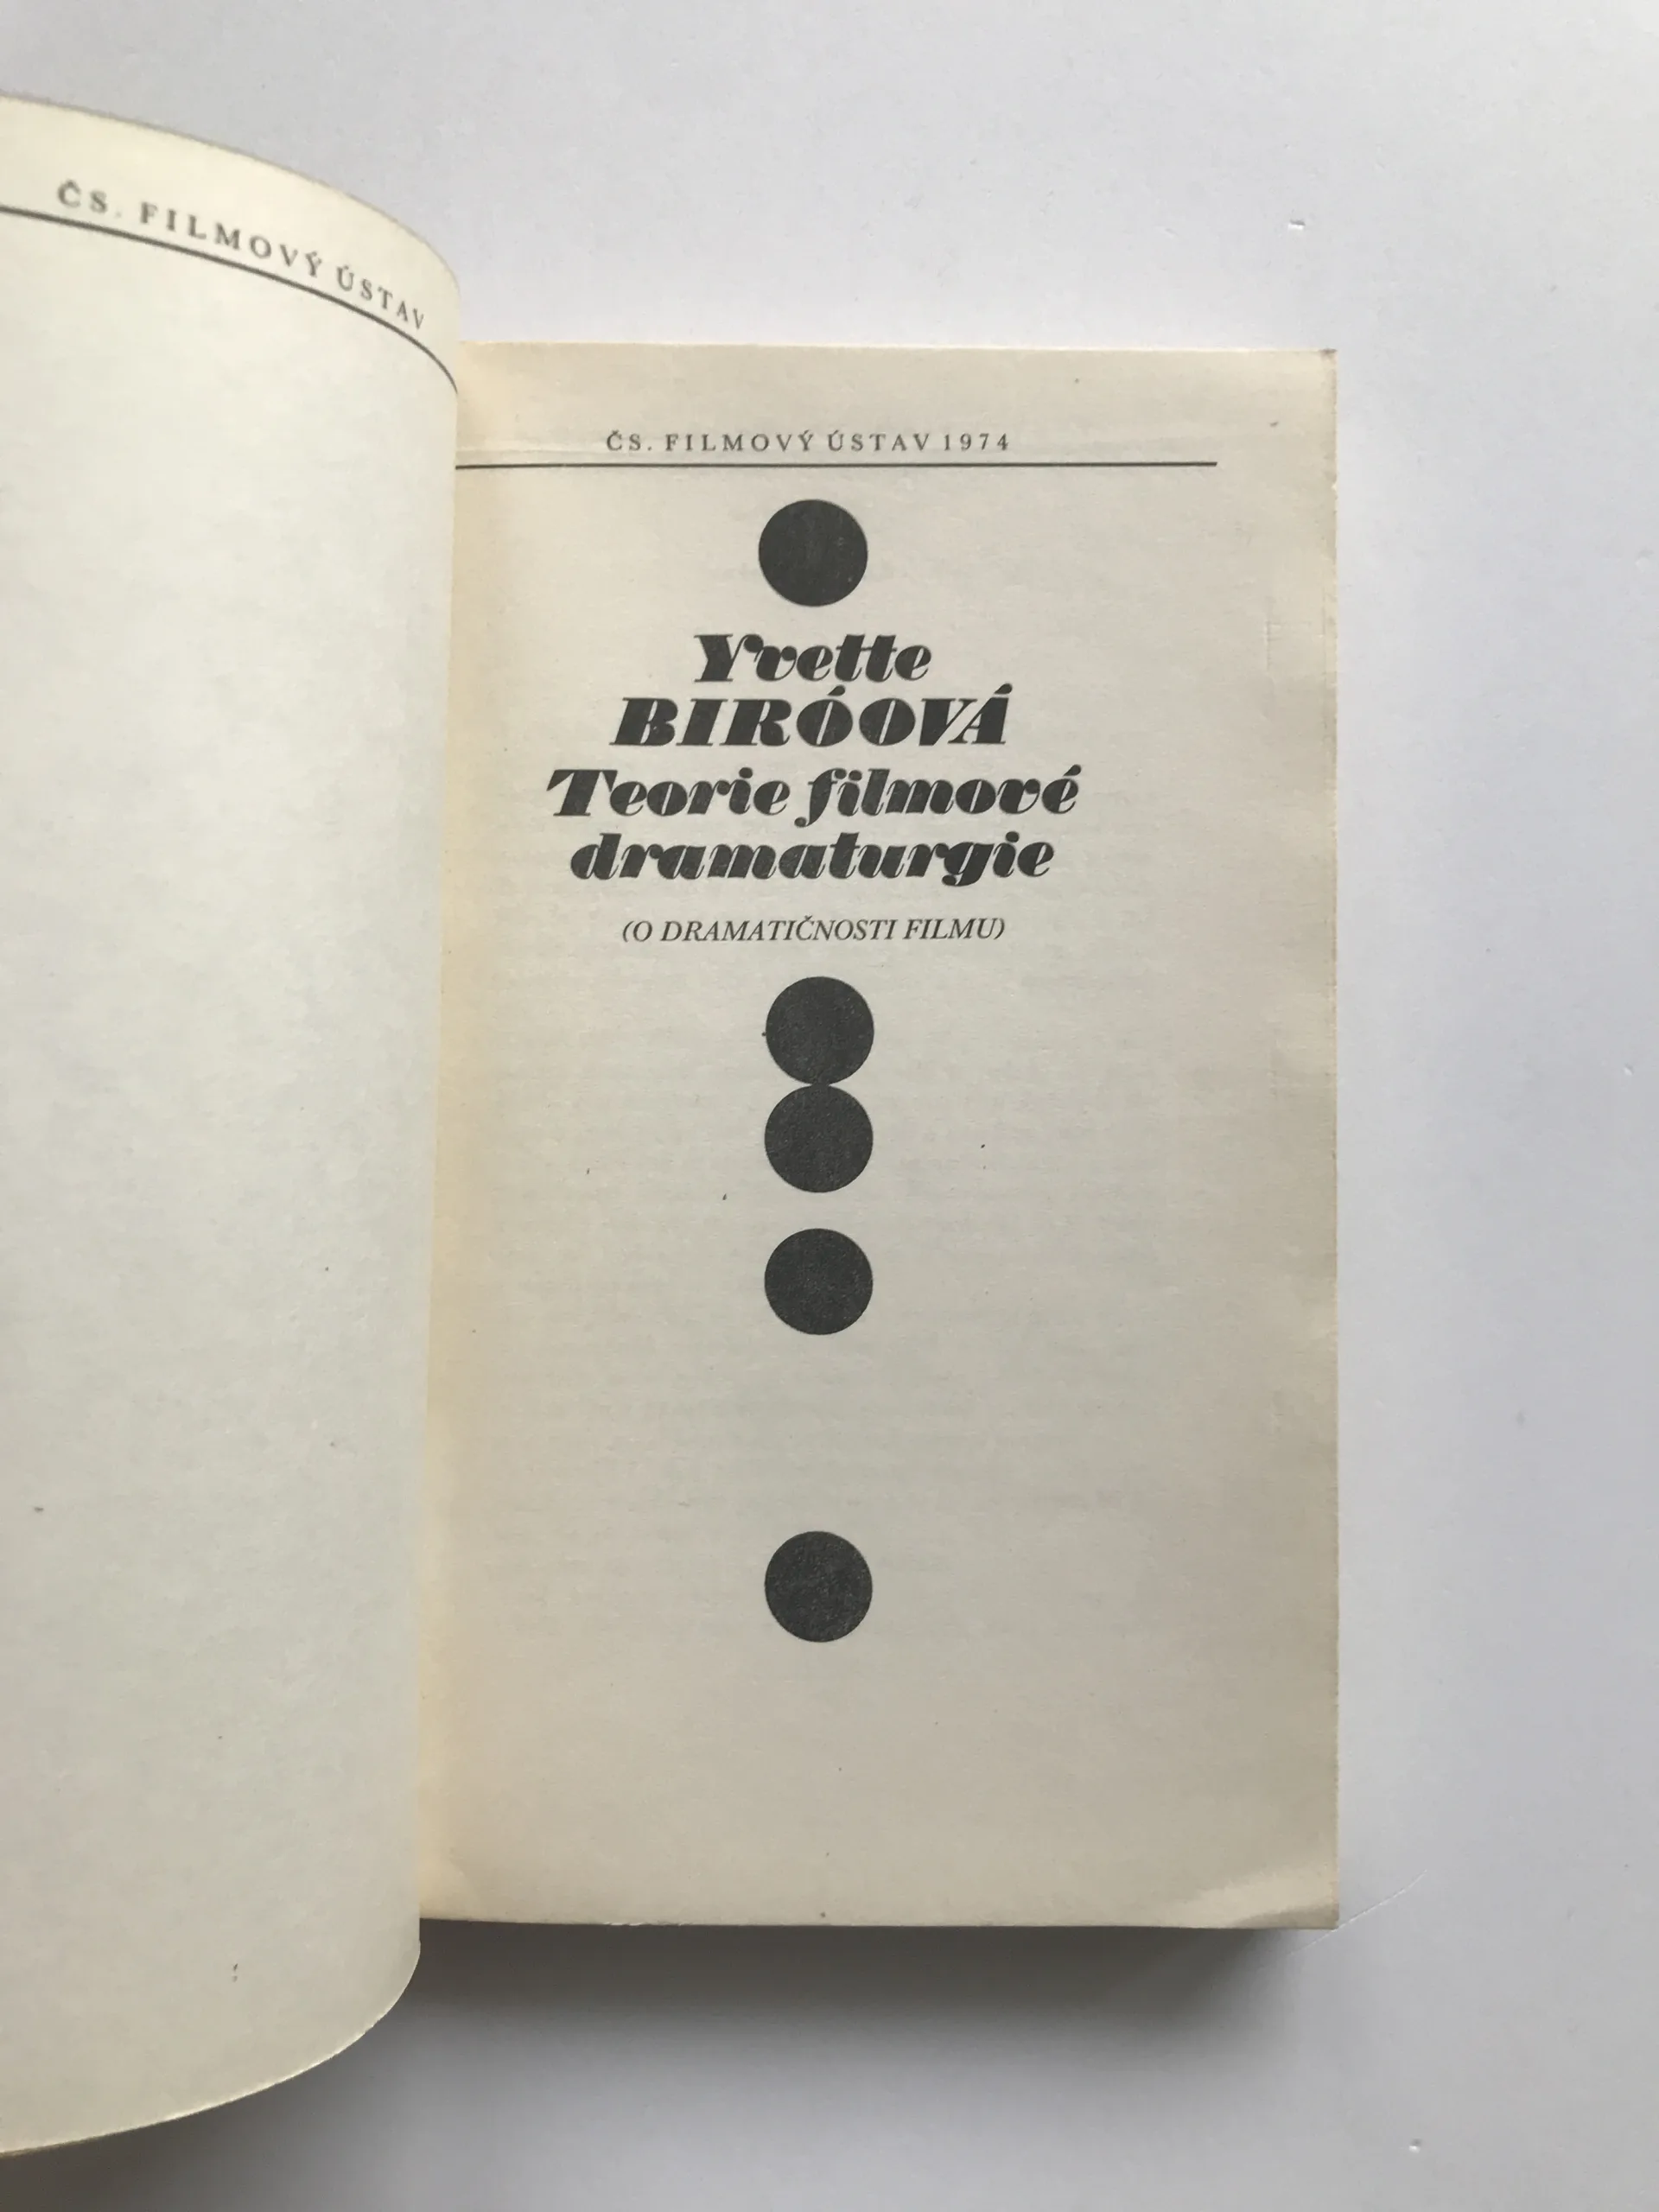 ČS. FILMOVÝ ÚSTAV
ČS. FILMOVÝ ÚSTAV 1974
Yvette
BIRÓOVÁ
Teorie filmové
dramaturgie
(O DRAMATIČNOSTI FILMU)